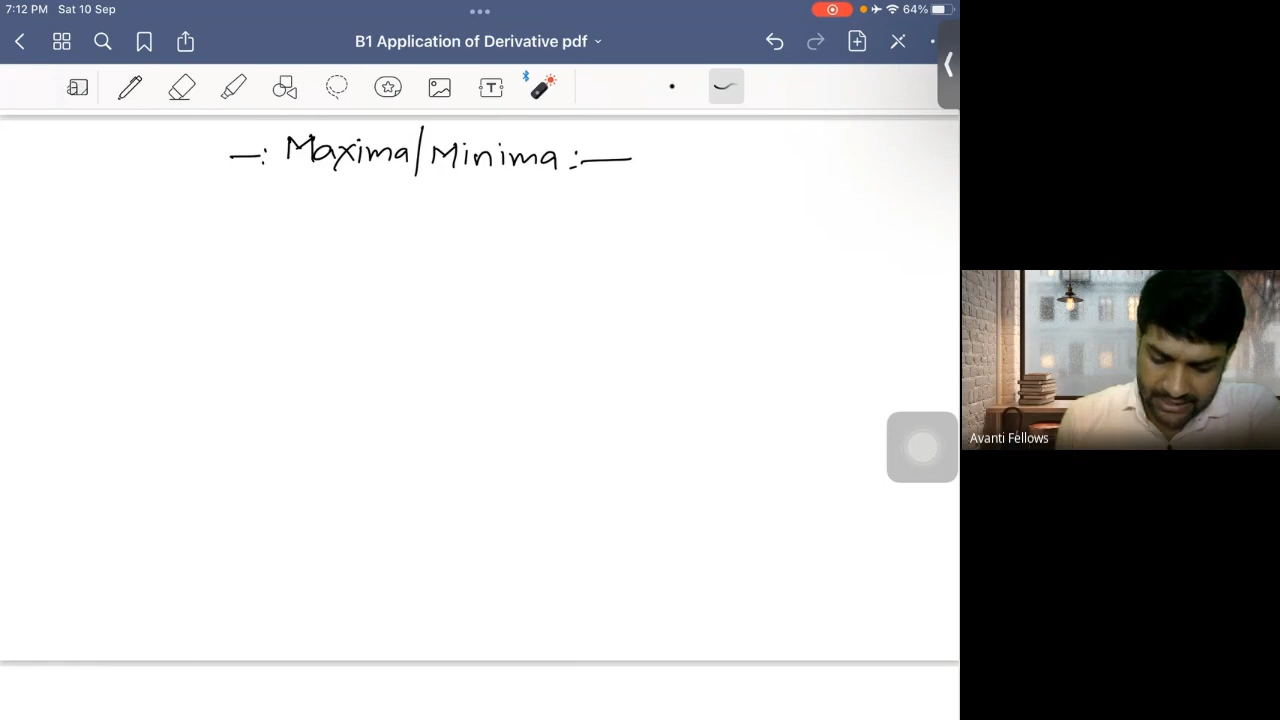 7:12 PM Sat 10 Sep
64%
B1 Application of Derivative pdf
T
—: Maxima/Minima :—
Avanti Fellows